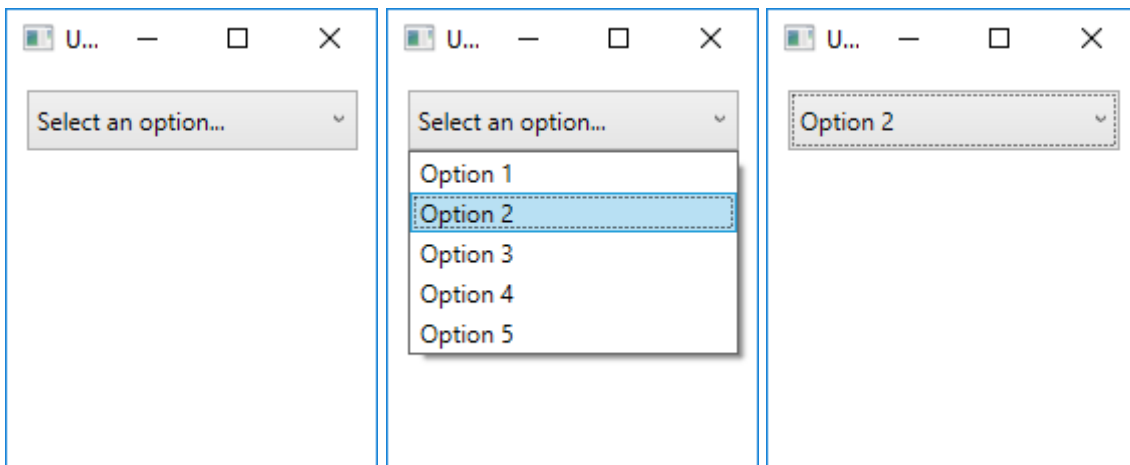 U...
Select an option...
U...
Select an option...
Option 1
Option 2
Option 3
Option 4
Option 5
U...
Option 2